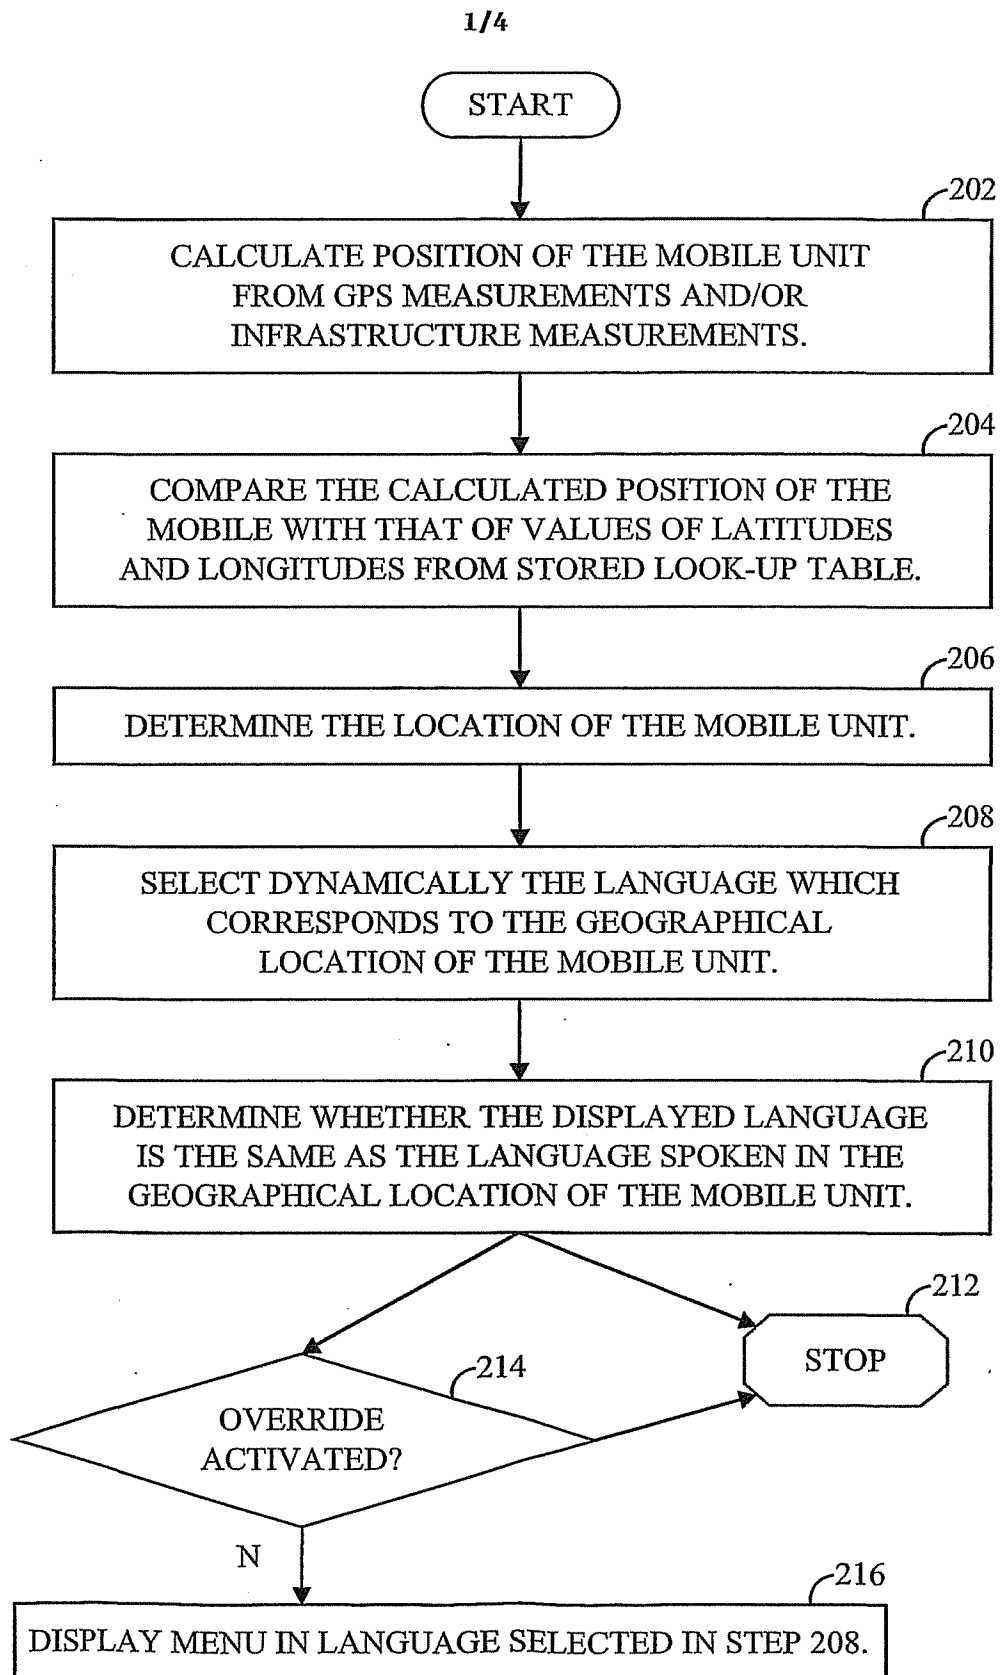 1/4
START
202
CALCULATE POSITION OF THE MOBILE UNIT
FROM GPS MEASUREMENTS AND/OR
INFRASTRUCTURE MEASUREMENTS.
204
COMPARE THE CALCULATED POSITION OF THE
MOBILE WITH THAT OF VALUES OF LATITUDES
AND LONGITUDES FROM STORED LOOK-UP TABLE.
206
DETERMINE THE LOCATION OF THE MOBILE UNIT.
208
SELECT DYNAMICALLY THE LANGUAGE WHICH
CORRESPONDS TO THE GEOGRAPHICAL
LOCATION OF THE MOBILE UNIT.
210
DETERMINE WHETHER THE DISPLAYED LANGUAGE
IS THE SAME AS THE LANGUAGE SPOKEN IN THE
GEOGRAPHICAL LOCATION OF THE MOBILE UNIT.
212
STOP
214
OVERRIDE
ACTIVATED?
N
216
DISPLAY MENU IN LANGUAGE SELECTED IN STEP 208.